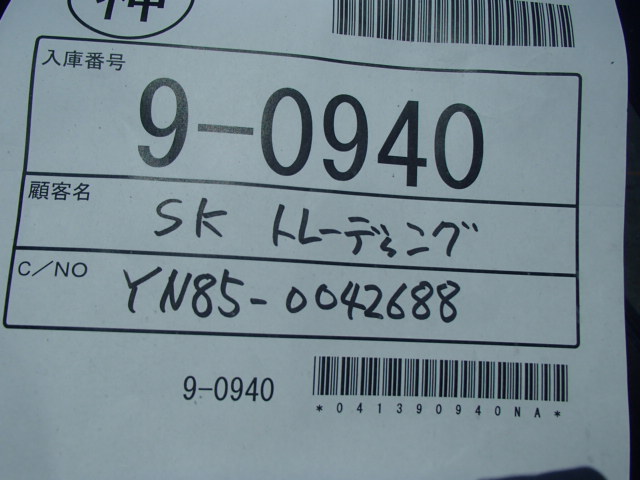 神
入庫番号
9-0940
顧客名
SK トレーディング
C/NO
YN85-0042688
9-0940
*041390940NA*